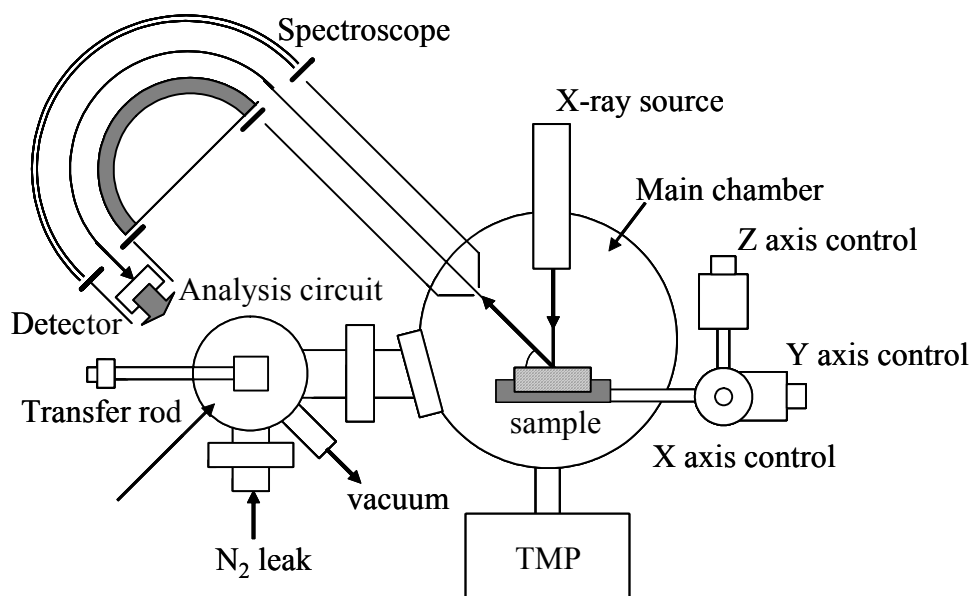 Spectroscope
X-ray source
Main chamber
Z axis control
Analysis circuit
Detector
Y axis control
Transfer rod
sample
X axis control
vacuum
N₂ leak
TMP